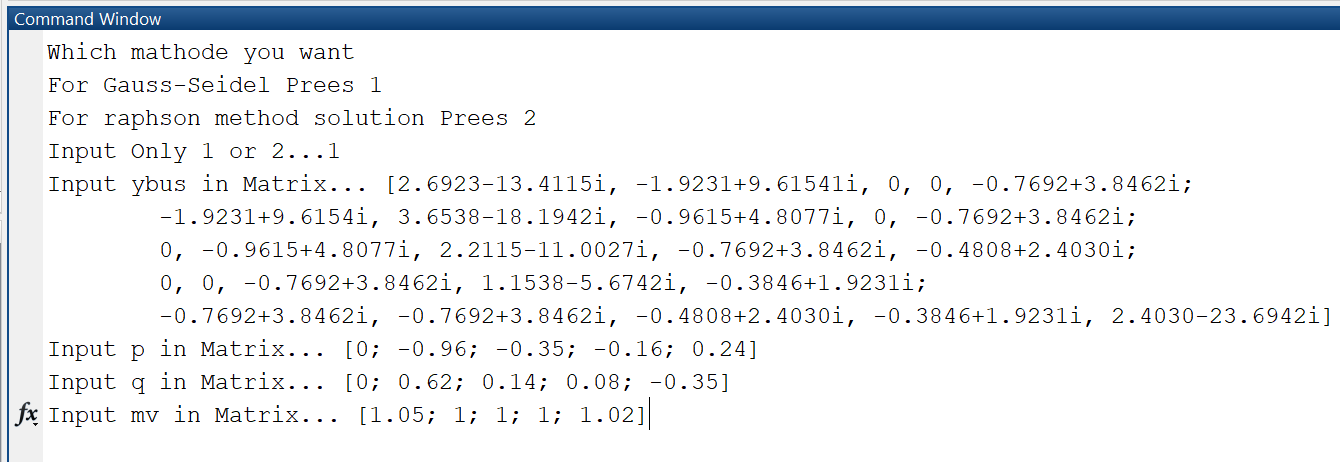 Command Window
Which mathode you want
For Gauss-Seidel Prees 1
For raphson method solution Prees 2
Input Only 1 or 2...1
Input ybus in Matrix... [2.6923-13.4115i, -1.9231+9.61541i, 0, 0, -0.7692+3.8462i;
-1.9231+9.6154i, 3.6538-18.1942i, -0.9615+4.8077i, 0, -0.7692+3.8462i;
0, -0.9615+4.8077i, 2.2115-11.0027i, -0.7692+3.8462i, -0.4808+2.4030i;
0, 0, -0.7692+3.8462i, 1.1538-5.6742i, -0.3846+1.9231i;
-0.7692+3.8462i, -0.7692+3.8462i, -0.4808+2.4030i, -0.3846+1.9231i, 2.4030-23.6942i]
Input p in Matrix... [0; -0.96; -0.35; -0.16; 0.24]
Input q in Matrix... [0; 0.62; 0.14; 0.08; -0.35]
fx Input mv in Matrix... [1.05; 1; 1; 1; 1.02]